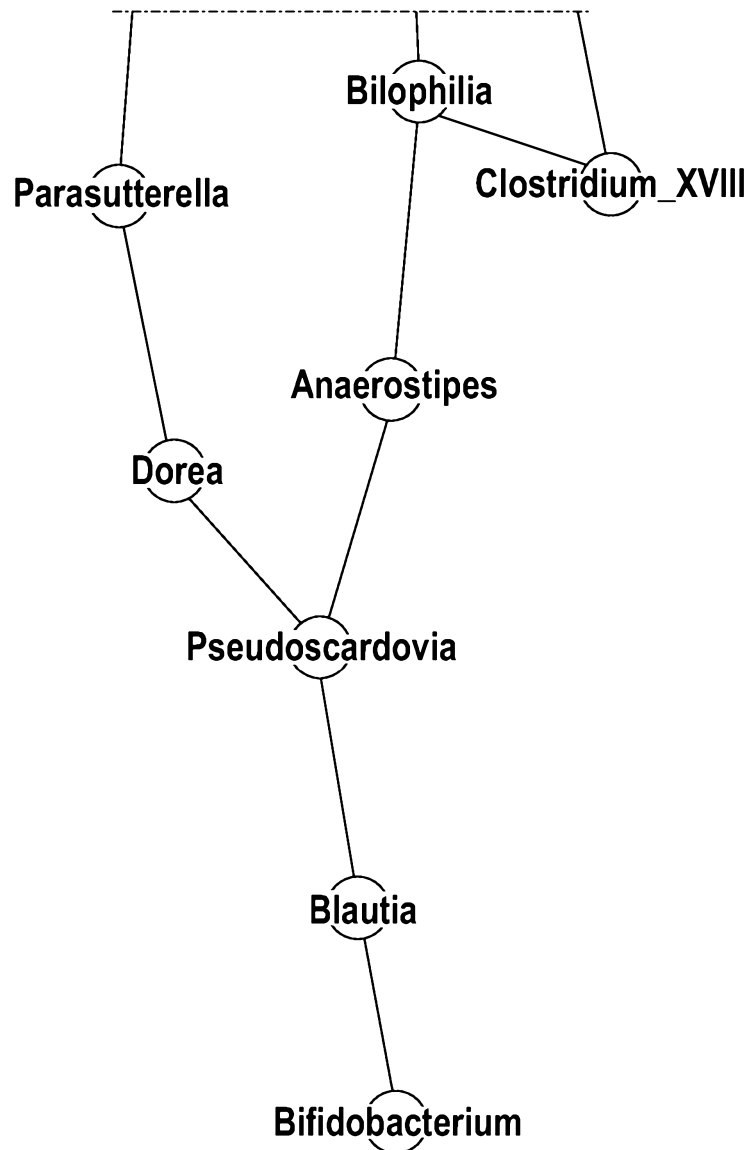 Bilophilia
Clostridium_XVIII
Parasutterella
Anaerostipes
Dorea
Pseudoscardovia
Blautia
Bifidobacterium